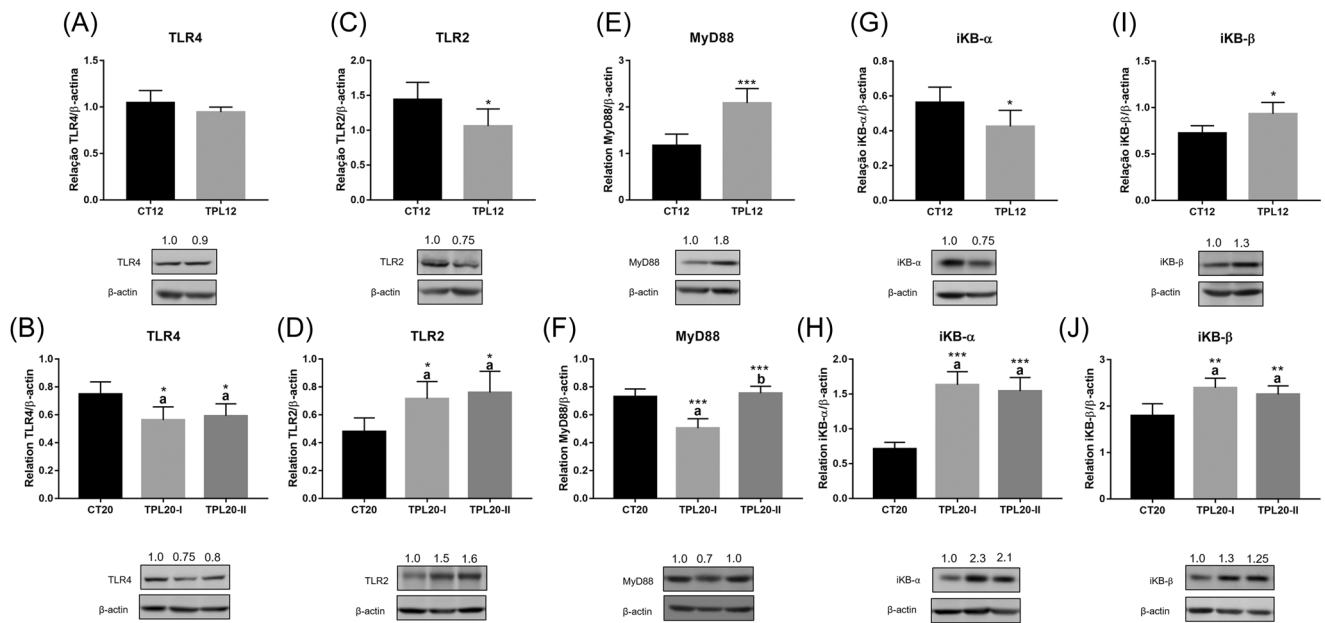 (A)
TLR4
Relação TLR4/β-actina
1.5
1.0
0.5
0.0
CT12 TPL12
1.0 0.9
TLR4
β-actin
(C)
TLR2
Relação TLR2/β-actina
2.0
1.5
1.0
0.5
0.0
*
CT12 TPL12
1.0 0.75
TLR2
β-actin
(E)
MyD88
Relation MyD88/β-actina
3
2
1
0
***
CT12 TPL12
1.0 1.8
MyD88
β-actin
(G)
iKB-α
Relação iKB-α/β-actina
0.8
0.6
0.4
0.2
0.0
*
CT12 TPL12
1.0 0.75
iKB-α
β-actin
(I)
iKB-β
Relação iKB-β/β-actina
1.5
1.0
0.5
0.0
*
CT12 TPL12
1.0 1.3
iKB-β
β-actin
(B)
TLR4
Relation TLR4/β-actin
1.0
0.8
0.6
0.4
0.2
0.0
* *
a a
CT20 TPL20-I TPL20-II
1.0 0.75 0.8
TLR4
β-actin
(D)
TLR2
Relation TLR2/β-actin
1.0
0.8
0.6
0.4
0.2
0.0
* *
a a
CT20 TPL20-I TPL20-II
1.0 1.5 1.6
TLR2
β-actin
(F)
MyD88
Relation MyD88/β-actin
1.0
0.8
0.6
0.4
0.2
0.0
*** ***
a b
CT20 TPL20-I TPL20-II
1.0 0.7 1.0
MyD88
β-actin
(H)
iKB-α
Relation iKB-α/β-actin
2.0
1.5
1.0
0.5
0.0
*** ***
a a
CT20 TPL20-I TPL20-II
1.0 2.3 2.1
iKB-α
β-actin
(J)
iKB-β
Relation iKB-β/β-actin
3
2
1
0
** **
a a
CT20 TPL20-I TPL20-II
1.0 1.3 1.25
iKB-β
β-actin